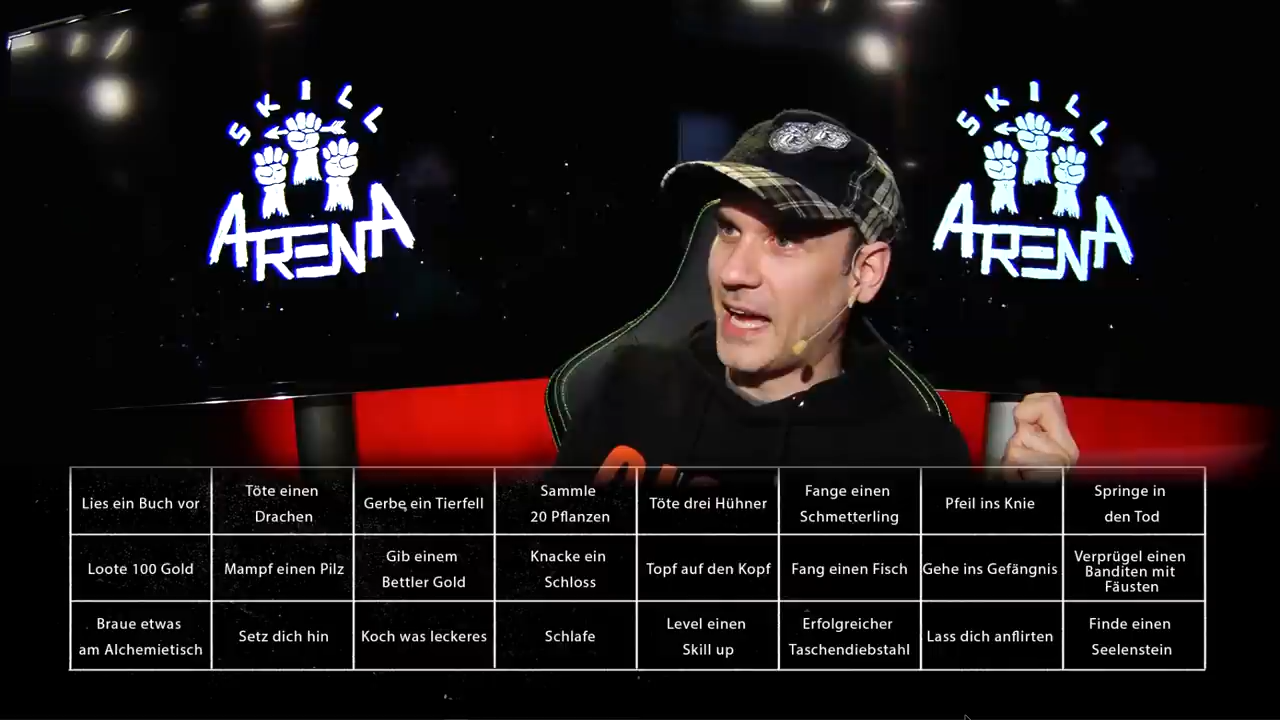 SKILL
ARENA
SKILL
ARENA
Lies ein Buch vor
Töte einen
Drachen
Gerbe ein Tierfell
Sammle
20 Pflanzen
Töte drei Hühner
Fange einen
Schmetterling
Pfeil ins Knie
Springe in
den Tod
Loote 100 Gold
Mampf einen Pilz
Gib einem
Bettler Gold
Knacke ein
Schloss
Topf auf den Kopf
Fang einen Fisch
Gehe ins Gefängnis
Verprügel einen
Banditen mit
Fäusten
Braue etwas
am Alchemietisch
Setz dich hin
Koch was leckeres
Schlafe
Level einen
Skill up
Erfolgreicher
Taschendiebstahl
Lass dich anflirten
Finde einen
Seelenstein